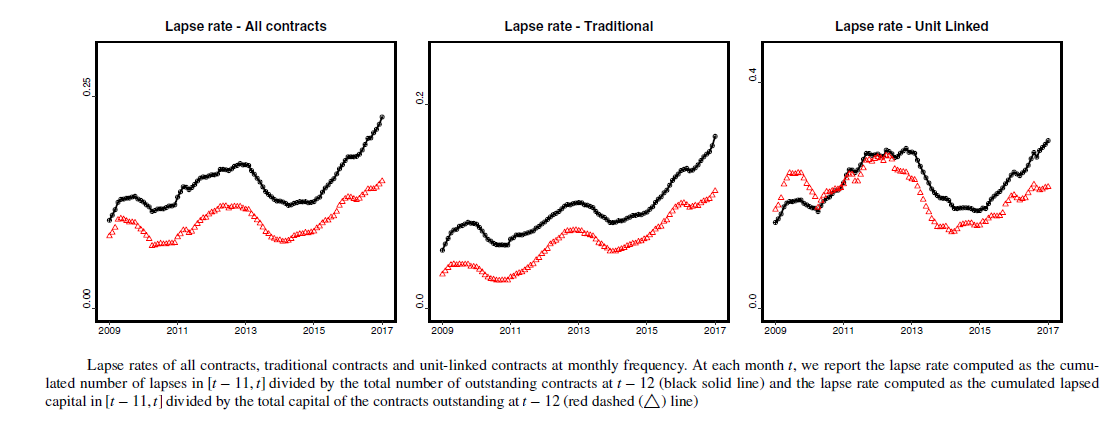 Lapse rate - All contracts
Lapse rate - Traditional
Lapse rate - Unit Linked
0.25
0.00
2009 2011 2013 2015 2017
0.2
0.0
2009 2011 2013 2015 2017
0.4
0.0
2009 2011 2013 2015 2017
Lapse rates of all contracts, traditional contracts and unit-linked contracts at monthly frequency. At each month t, we report the lapse rate computed as the cumu-
lated number of lapses in [t − 11, t] divided by the total number of outstanding contracts at t − 12 (black solid line) and the lapse rate computed as the cumulated lapsed
capital in [t − 11, t] divided by the total capital of the contracts outstanding at t − 12 (red dashed (△) line)